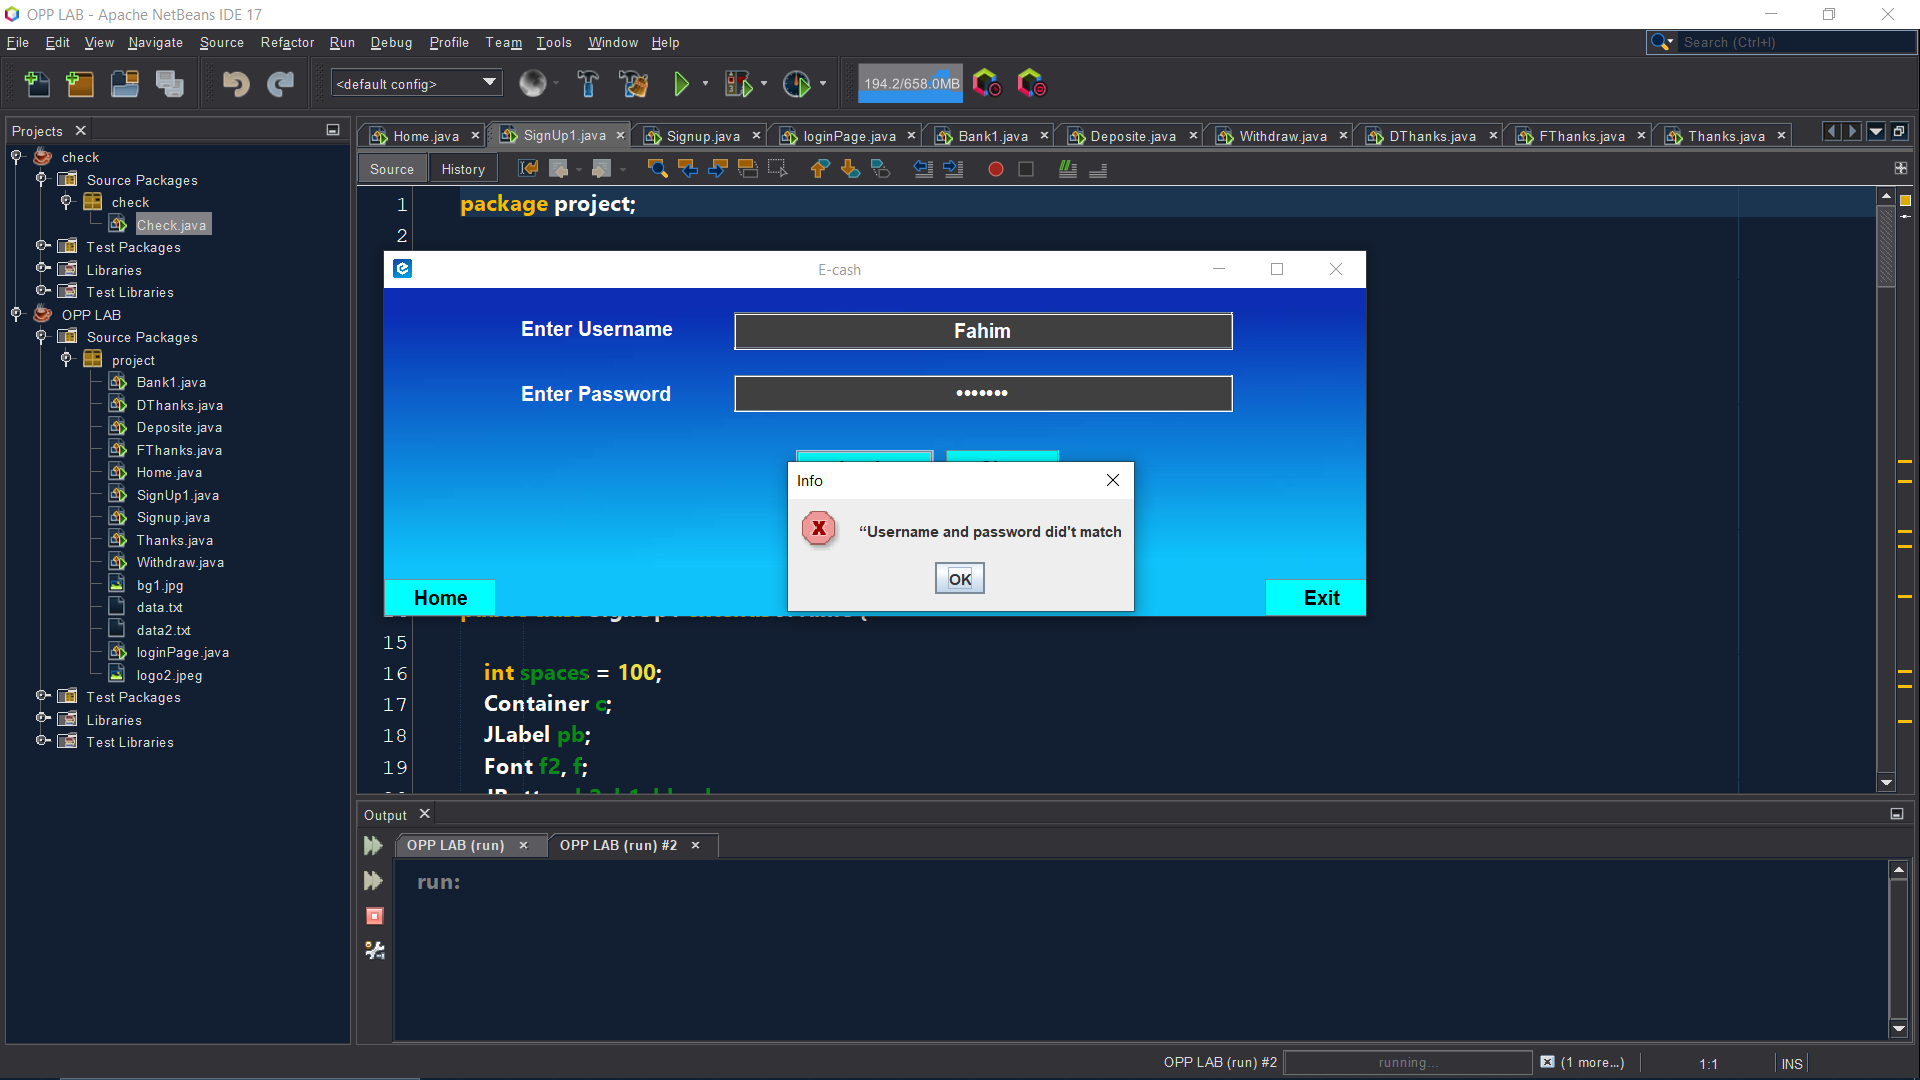 OPP LAB - Apache NetBeans IDE 17
File Edit View Navigate Source Refactor Run Debug Profile Team Tools Window Help
Search (Ctrl+I)
<default config>
194.2/658.0MB
Projects
check
Source Packages
check
Check.java
Test Packages
Libraries
Test Libraries
OPP LAB
Source Packages
project
Bank1.java
DThanks.java
Deposite.java
FThanks.java
Home.java
SignUp1.java
Signup.java
Thanks.java
Withdraw.java
bg1.jpg
data.txt
data2.txt
loginPage.java
logo2.jpeg
Test Packages
Libraries
Test Libraries
Home.java SignUp1.java Signup.java loginPage.java Bank1.java Deposite.java Withdraw.java DThanks.java FThanks.java Thanks.java
Source History
1 package project;
2
E-cash
Enter Username Fahim
Enter Password •••••••
Info
“Username and password did't match
OK
Home Exit
15
16 int spaces = 100;
17 Container c;
18 JLabel pb;
19 Font f2, f;
Output
OPP LAB (run) OPP LAB (run) #2
run:
OPP LAB (run) #2 running... (1 more...) 1:1 INS